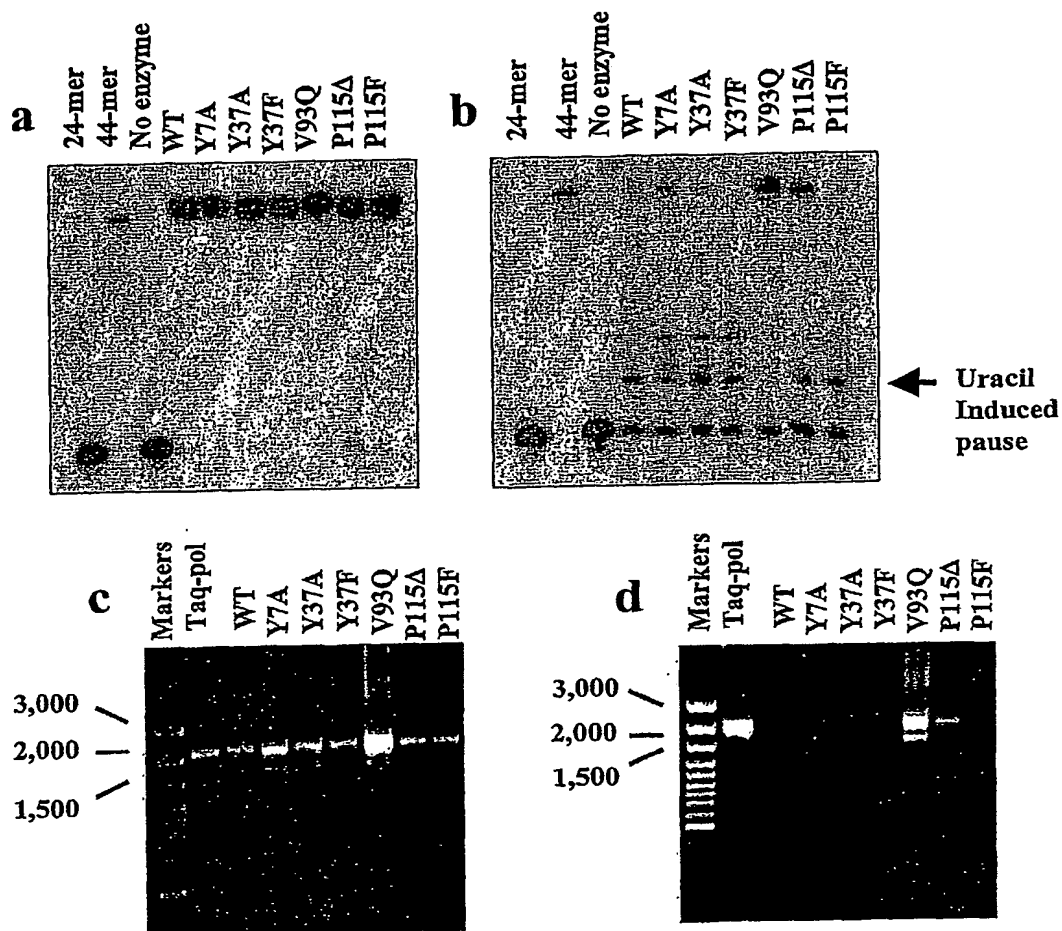 a
24-mer
44-mer
No enzyme
WT
Y7A
Y37A
Y37F
V93Q
P115Δ
P115F
b
24-mer
44-mer
No enzyme
WT
Y7A
Y37A
Y37F
V93Q
P115Δ
P115F
Uracil
Induced
pause
c
Markers
Taq-pol
WT
Y7A
Y37A
Y37F
V93Q
P115Δ
P115F
3,000
2,000
1,500
d
Markers
Taq-pol
WT
Y7A
Y37A
Y37F
V93Q
P115Δ
P115F
3,000
2,000
1,500